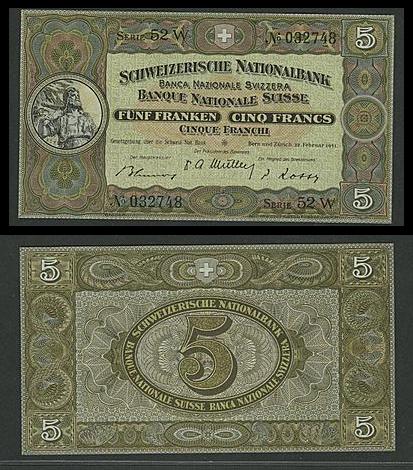 Serie 52 W № 032748 5
Schweizerische Nationalbank
Banca Nazionale Svizzera
Banque Nationale Suisse
Fünf Franken Cinq Francs
Cinque Franchi
Bern und Zürich, 22. Februar 1951.
№ 032748 Serie 52 W 5
5 5
SCHWEIZERISCHE NATIONALBANK
5
BANQUE NATIONALE SUISSE BANCA NAZIONALE SVIZZERA
5 5